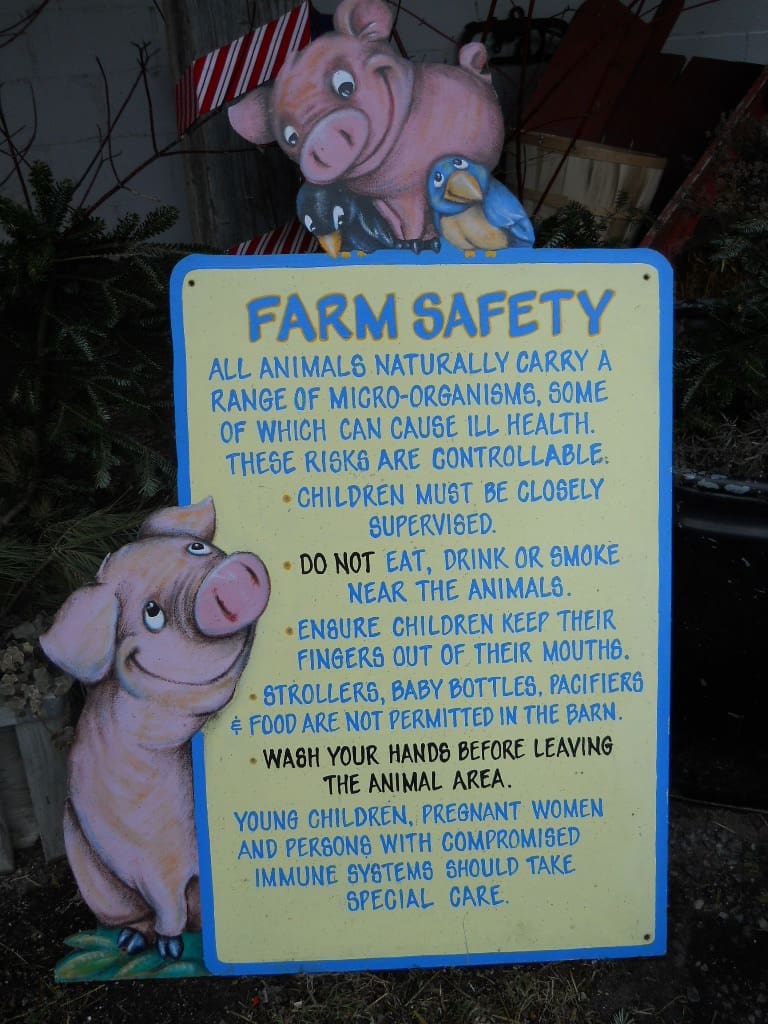 FARM SAFETY
ALL ANIMALS NATURALLY CARRY A
RANGE OF MICRO-ORGANISMS, SOME
OF WHICH CAN CAUSE ILL HEALTH.
THESE RISKS ARE CONTROLLABLE.
• CHILDREN MUST BE CLOSELY
SUPERVISED.
• DO NOT EAT, DRINK OR SMOKE
NEAR THE ANIMALS.
• ENSURE CHILDREN KEEP THEIR
FINGERS OUT OF THEIR MOUTHS.
• STROLLERS, BABY BOTTLES, PACIFIERS
& FOOD ARE NOT PERMITTED IN THE BARN.
• WASH YOUR HANDS BEFORE LEAVING
THE ANIMAL AREA.
YOUNG CHILDREN, PREGNANT WOMEN
AND PERSONS WITH COMPROMISED
IMMUNE SYSTEMS SHOULD TAKE
SPECIAL CARE.